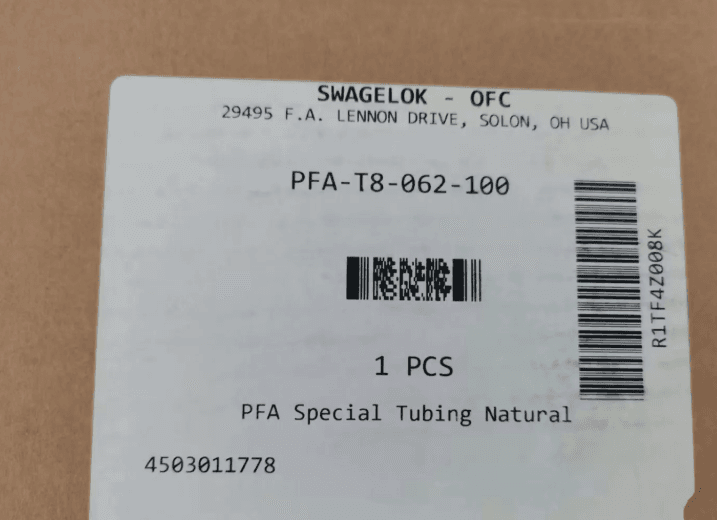 SWAGELOK - OFC
29495 F.A. LENNON DRIVE, SOLON, OH USA
PFA-T8-062-100
R1TF4Z008K
1 PCS
PFA Special Tubing Natural
4503011778